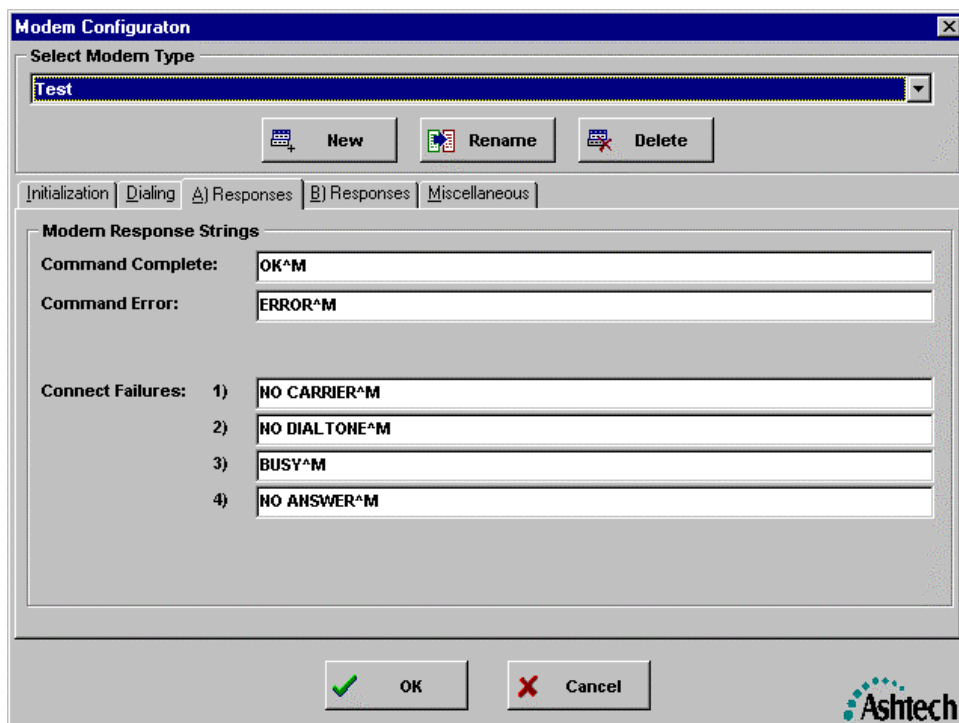 Modem Configuraton
Select Modem Type
Test
New Rename Delete
Initialization Dialing A) Responses B) Responses Miscellaneous
Modem Response Strings
Command Complete: OK^M
Command Error: ERROR^M
Connect Failures: 1) NO CARRIER^M
2) NO DIALTONE^M
3) BUSY^M
4) NO ANSWER^M
OK Cancel
Ashtech